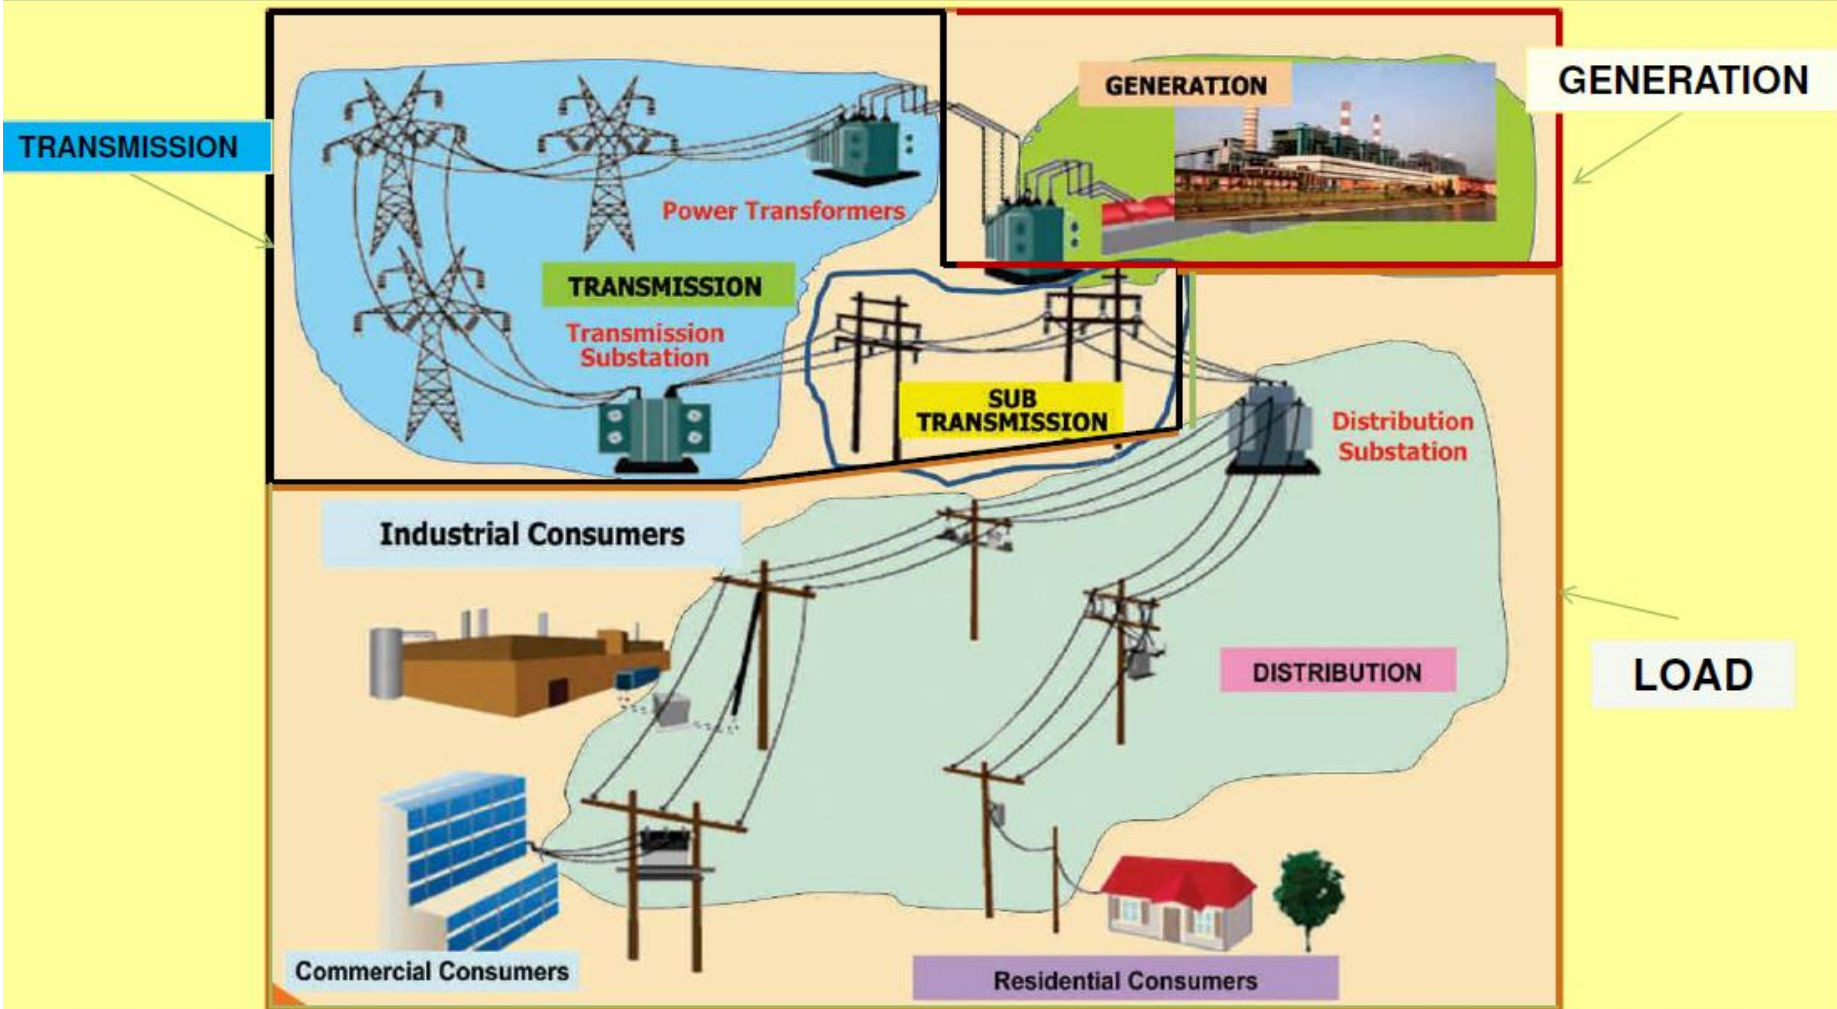 GENERATION
GENERATION
TRANSMISSION
Power Transformers
TRANSMISSION
Transmission
Substation
SUB
TRANSMISSION
Distribution
Substation
Industrial Consumers
DISTRIBUTION
LOAD
Commercial Consumers
Residential Consumers